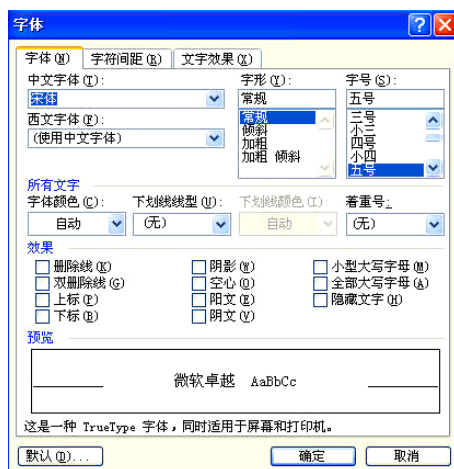 字体
字体(N) 字符间距(R) 文字效果(X)
中文字体(T): 字形(Y): 字号(S):
宋体 常规 五号
西文字体(F): 常规 三号
(使用中文字体) 倾斜 小三
加粗 四号
加粗 倾斜 小四
五号
所有文字
字体颜色(C): 下划线线型(U): 下划线颜色(I): 着重号:
自动 (无) 自动 (无)
效果
删除线(K) 阴影(W) 小型大写字母(M)
双删除线(G) 空心(O) 全部大写字母(A)
上标(P) 阳文(E) 隐藏文字(H)
下标(B) 阴文(V)
预览
微软卓越 AaBbCc
这是一种 TrueType 字体,同时适用于屏幕和打印机。
默认(D)... 确定 取消